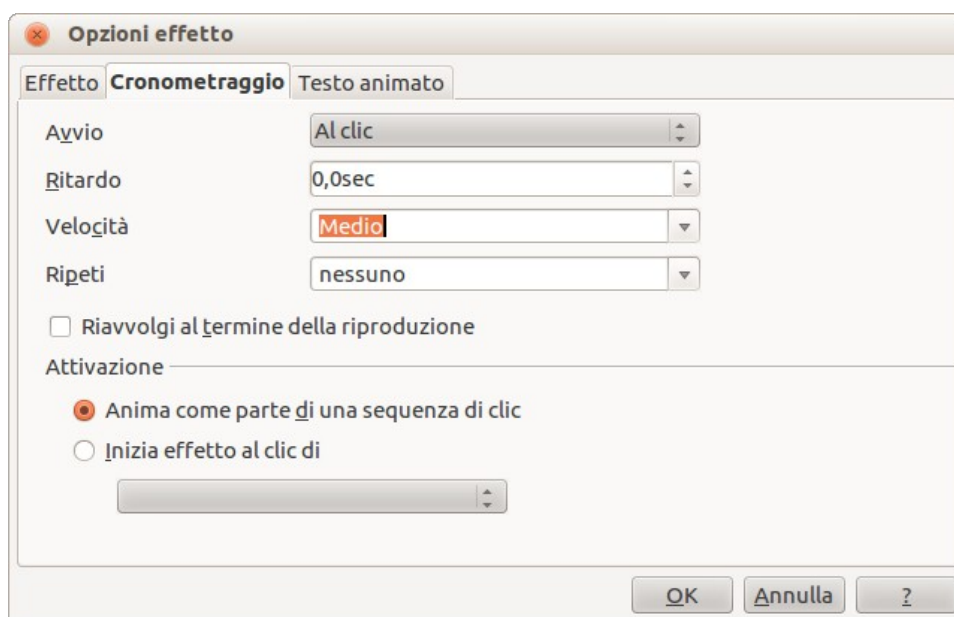 Opzioni effetto
Effetto Cronometraggio Testo animato
Avvio Al clic
Ritardo 0,0sec
Velocità Medio
Ripeti nessuno
Riavvolgi al termine della riproduzione
Attivazione
Anima come parte di una sequenza di clic
Inizia effetto al clic di
OK Annulla ?